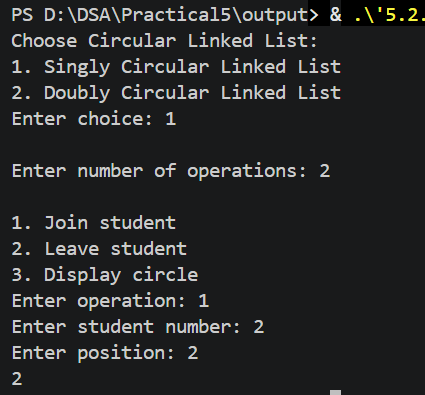 PS D:\DSA\Practical5\output> & .\'5.2.
Choose Circular Linked List:
1. Singly Circular Linked List
2. Doubly Circular Linked List
Enter choice: 1
Enter number of operations: 2
1. Join student
2. Leave student
3. Display circle
Enter operation: 1
Enter student number: 2
Enter position: 2
2